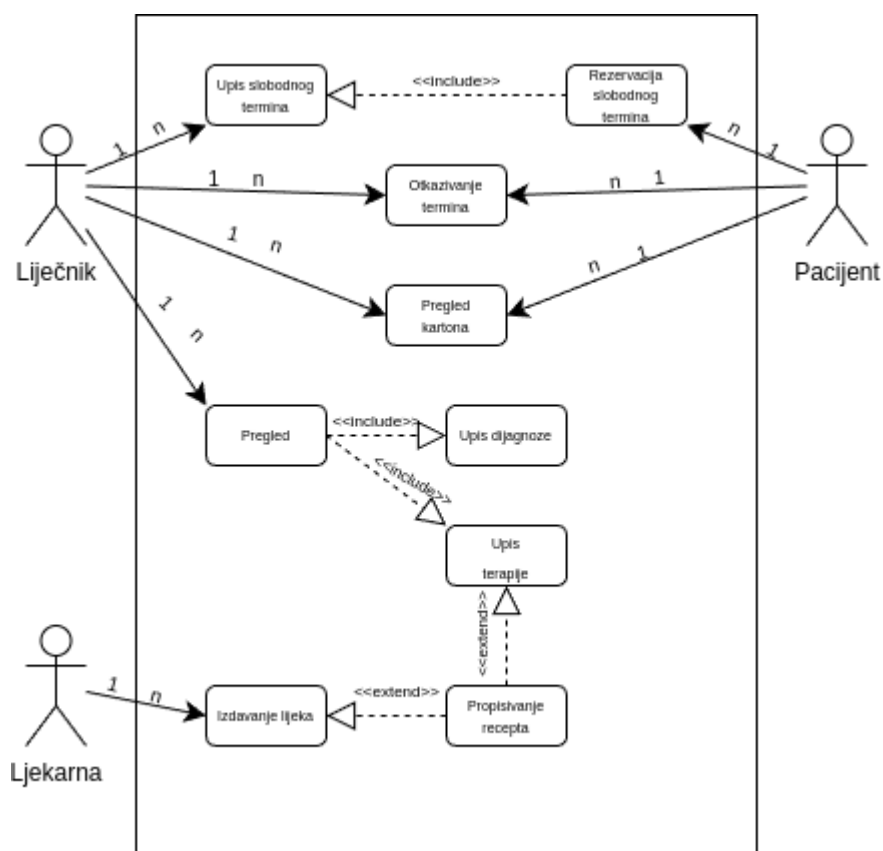 Upis slobodnog
termina
<<include>>
Rezervacija
slobodnog
termina
1
n
n
1
1
n
n
1
Otkazivanje
termina
Liječnik
Pacijent
1
n
n
1
Pregled
kartona
1
n
Pregled
<<include>>
Upis dijagnoze
<<include>>
Upis
terapije
<<extend>>
1
n
Izdavanje lijeka
<<extend>>
Propisivanje
recepta
Ljekarna